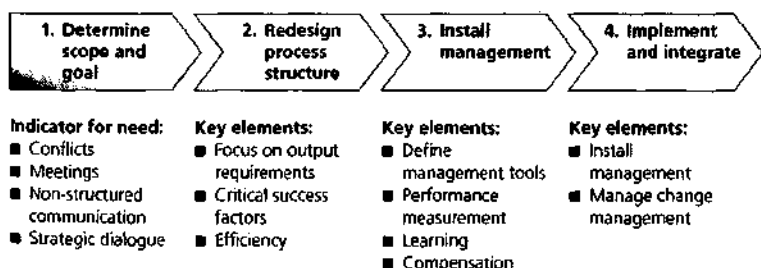 1. Determine
scope and
goal
2. Redesign
process
structure
3. Install
management
4. Implement
and integrate
Indicator for need:
■ Conflicts
■ Meetings
■ Non-structured
communication
■ Strategic dialogue
Key elements:
■ Focus on output
requirements
■ Critical success
factors
■ Efficiency
Key elements:
■ Define
management tools
■ Performance
measurement
■ Learning
■ Compensation
Key elements:
■ Install
management
■ Manage change
management